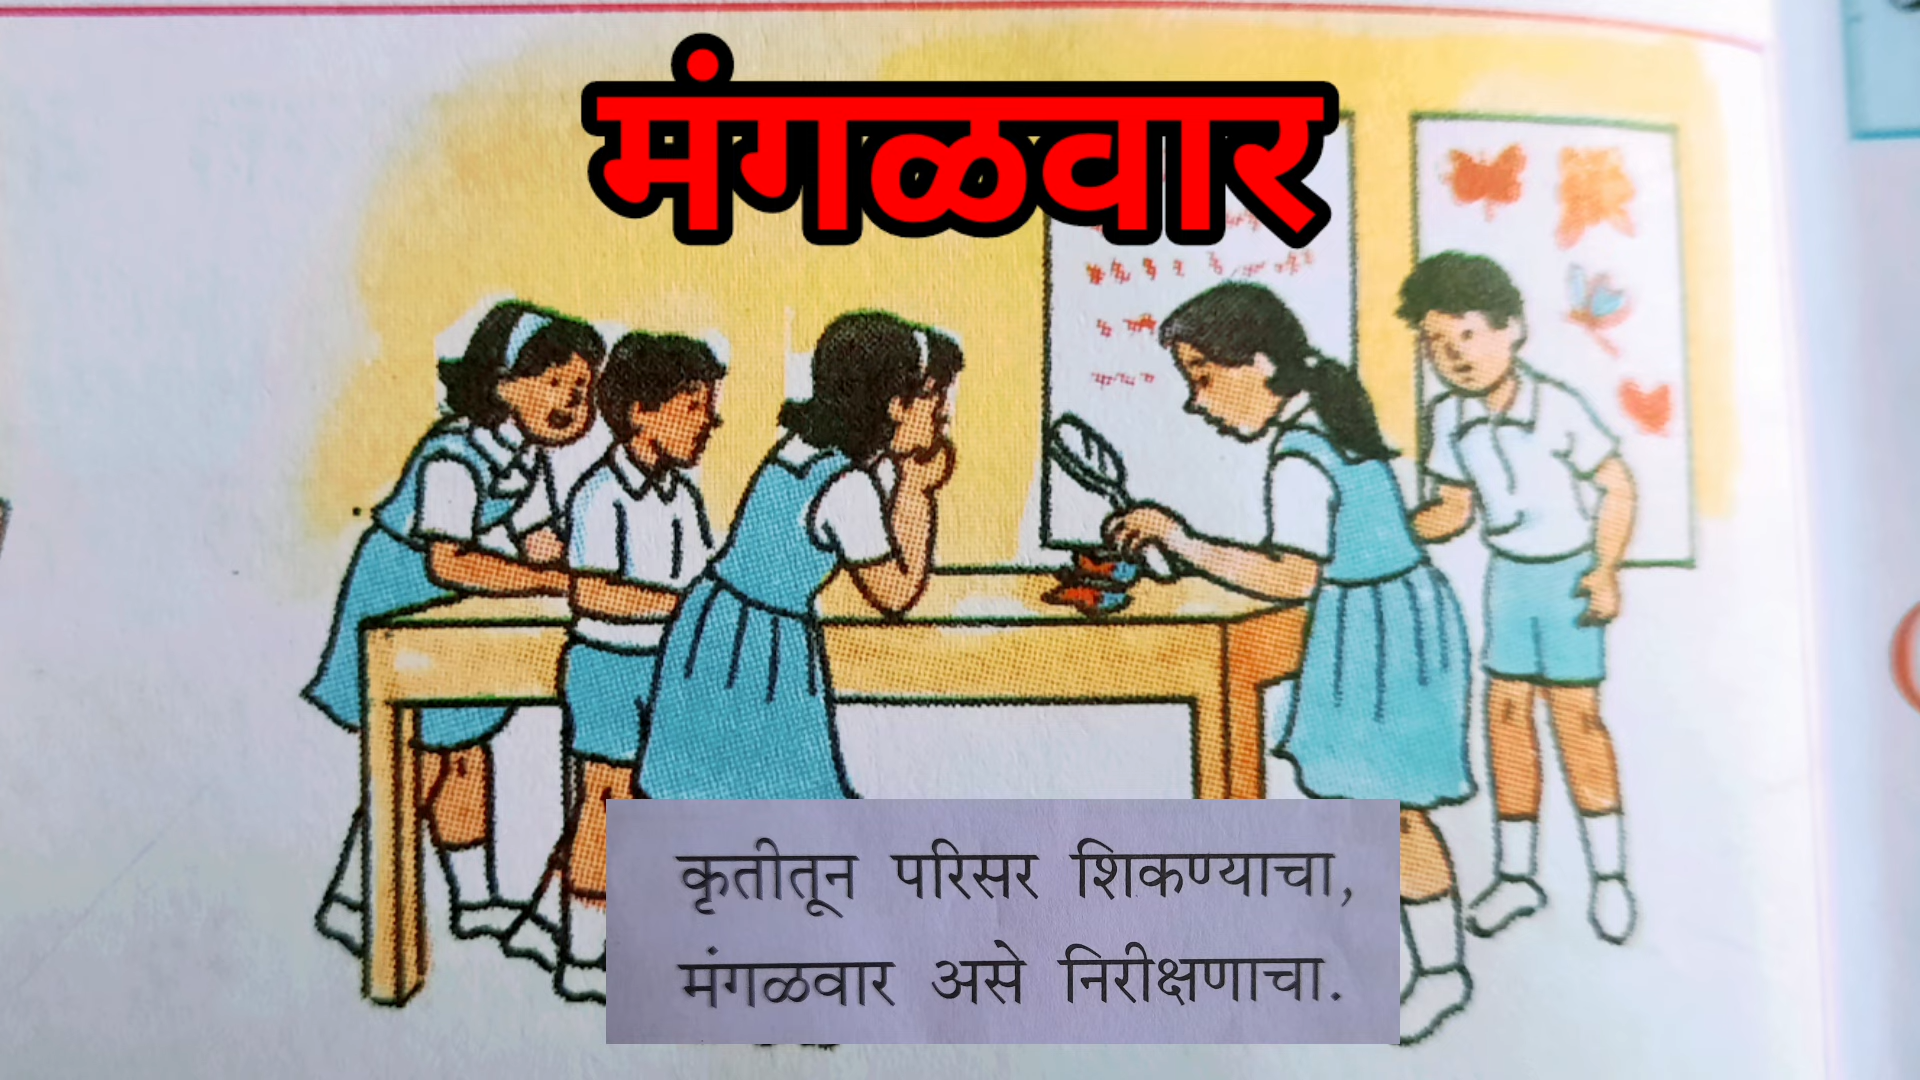 मंगळवार
कृतीतून परिसर शिकण्याचा,
मंगळवार असे निरीक्षणाचा.